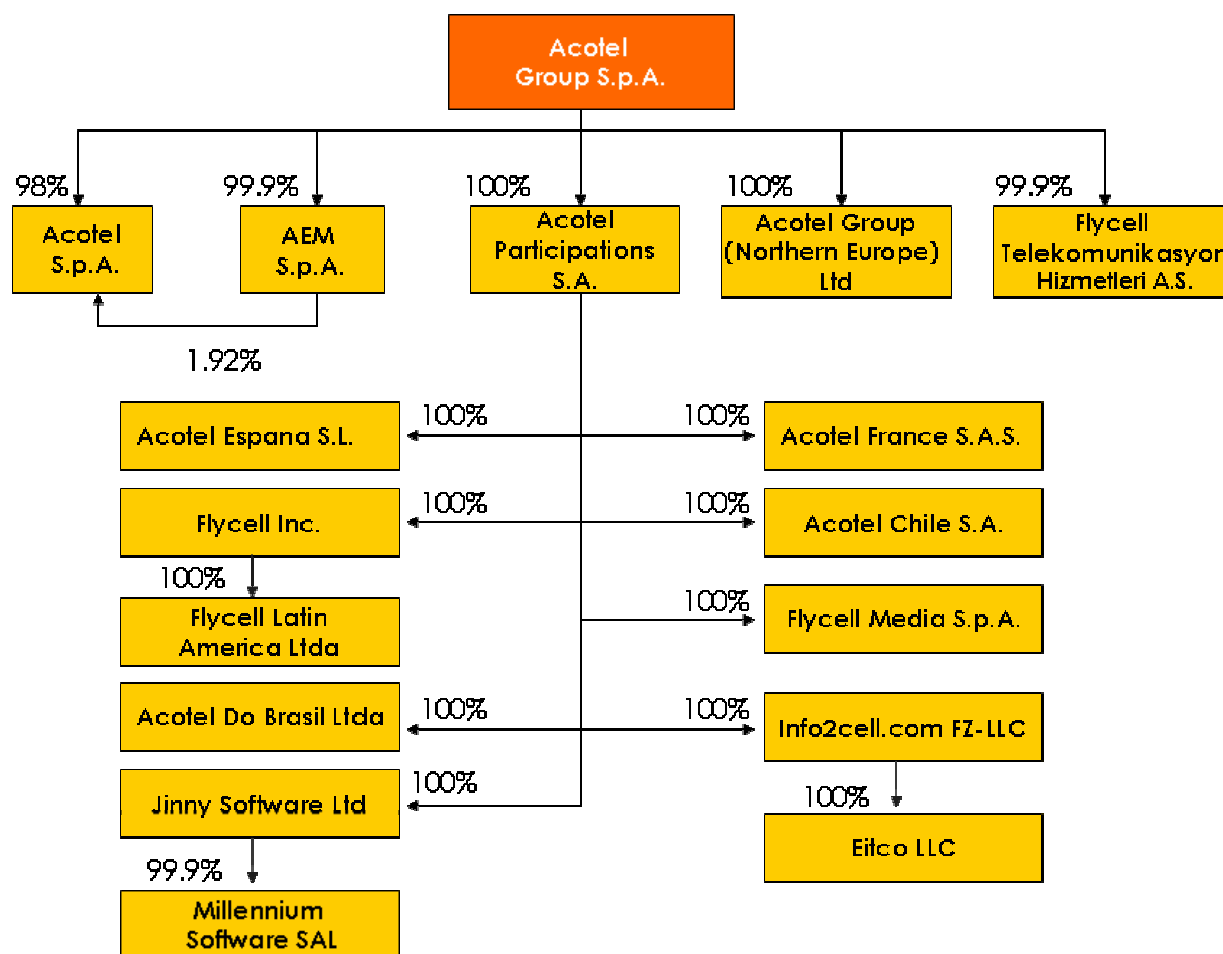 Acotel
Group S.p.A.
98%
99.9%
100%
100%
99.9%
Acotel
S.p.A.
AEM
S.p.A.
Acotel
Participations
S.A.
Acotel Group
(Northern Europe)
Ltd
Flycell
Telekomunikasyon
Hizmetleri A.S.
1.92%
Acotel Espana S.L.
100%
100%
Acotel France S.A.S.
Flycell Inc.
100%
100%
Acotel Chile S.A.
100%
Flycell Latin
America Ltda
100%
Flycell Media S.p.A.
Acotel Do Brasil Ltda
100%
100%
Info2cell.com FZ-LLC
Jinny Software Ltd
100%
100%
Eitco LLC
99.9%
Millennium
Software SAL